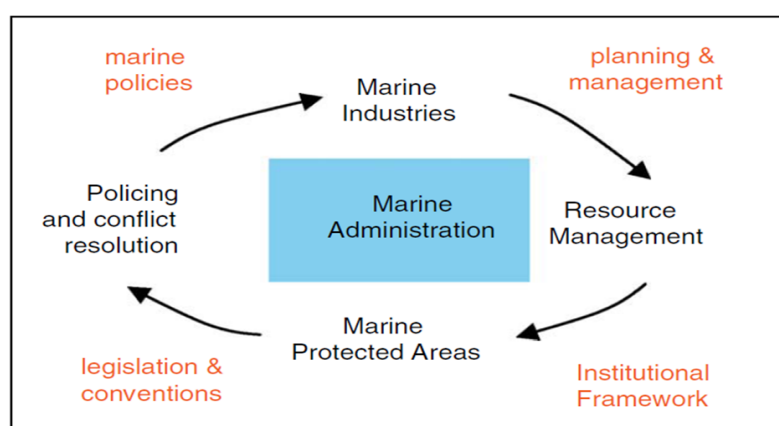 marine
policies
planning &
management
Marine
Industries
Policing
and conflict
resolution
Marine
Administration
Resource
Management
Marine
Protected Areas
legislation &
conventions
Institutional
Framework